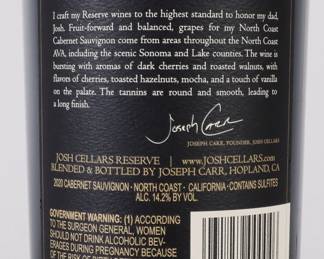 I craft my Reserve wines to the highest standard to honor my dad,
Josh. Fruit-forward and balanced, grapes for my North Coast
Cabernet Sauvignon come from areas throughout the North Coast
AVA, including the scenic Sonoma and Lake counties. The wine is
bursting with aromas of dark cherries and roasted walnuts, with
flavors of cherries, toasted hazelnuts, mocha, and a touch of vanilla
on the palate. The tannins are round and smooth, leading to
a long finish.
Joseph Carr
JOSEPH CARR, FOUNDER, JOSH CELLARS
JOSH CELLARS RESERVE | www.JOSHCELLARS.com
BLENDED & BOTTLED BY JOSEPH CARR, HOPLAND, CA
2020 CABERNET SAUVIGNON · NORTH COAST · CALIFORNIA · CONTAINS SULFITES
ALC. 14.2% BY VOL.
GOVERNMENT WARNING: (1) ACCORDING
TO THE SURGEON GENERAL, WOMEN
SHOULD NOT DRINK ALCOHOLIC BEV-
ERAGES DURING PREGNANCY BECAUSE
OF THE RISK OF BIRTH